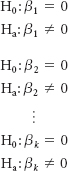 H₀: β₁ = 0
Hₐ: β₁ ≠ 0
H₀: β₂ = 0
Hₐ: β₂ ≠ 0
⋮
H₀: βₖ = 0
Hₐ: βₖ ≠ 0